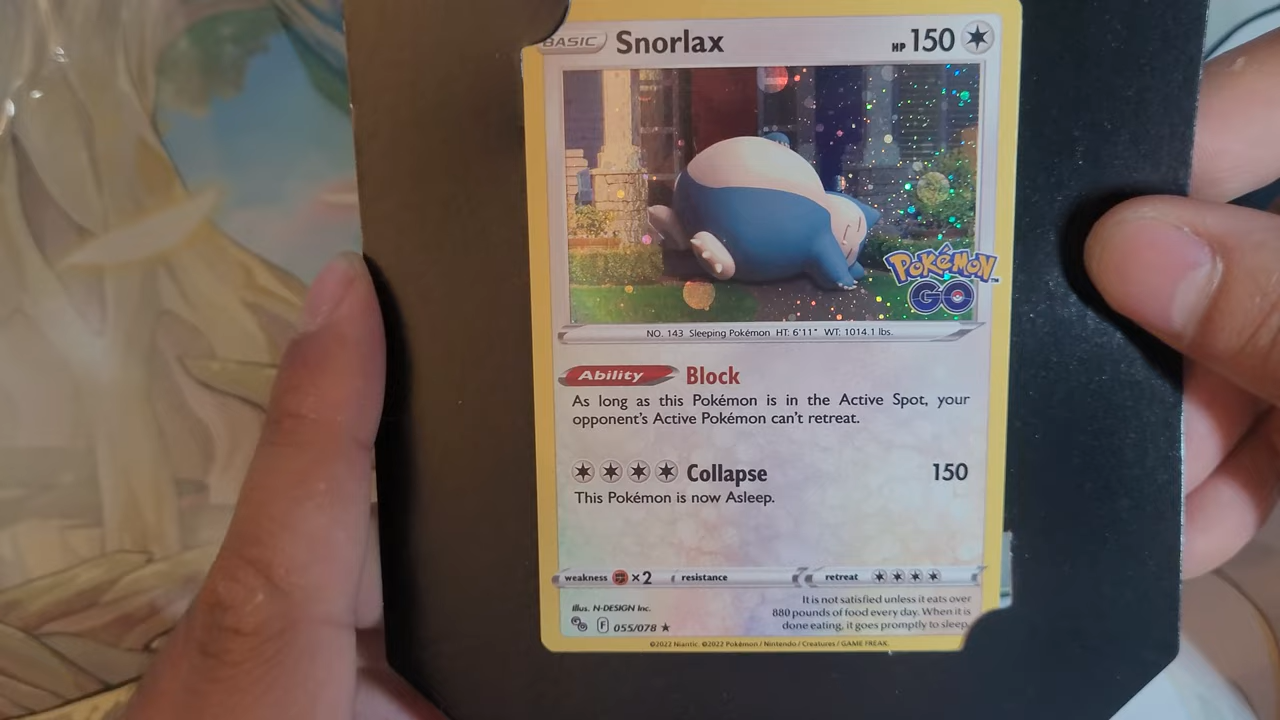 BASIC Snorlax HP 150
POKÉMON
GO
NO. 143 Sleeping Pokémon HT: 6'11" WT: 1014.1 lbs.
Ability Block
As long as this Pokémon is in the Active Spot, your
opponent's Active Pokémon can't retreat.
Collapse 150
This Pokémon is now Asleep.
weakness ×2 resistance retreat
It is not satisfied unless it eats over
880 pounds of food every day. When it is
done eating, it goes promptly to sleep.
Illus. N-DESIGN Inc.
F 055/078 ★
©2022 Niantic. ©2022 Pokémon / Nintendo / Creatures / GAME FREAK.